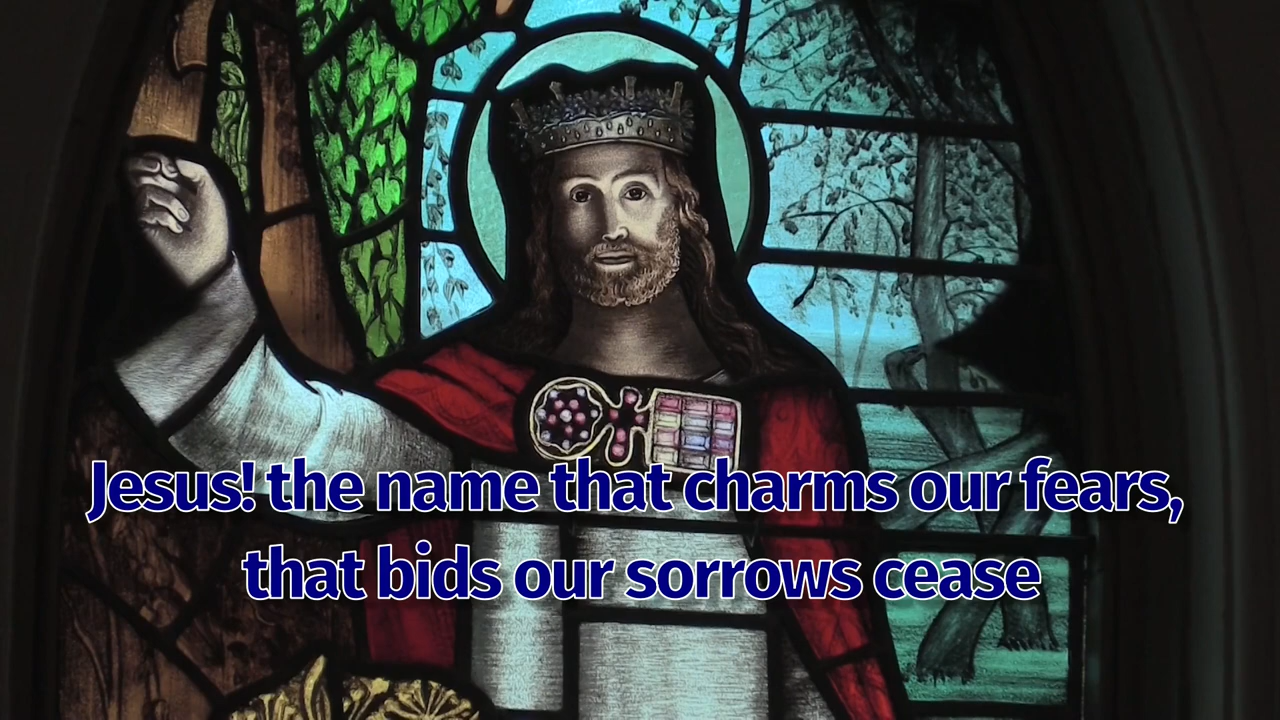 Jesus! the name that charms our fears,
that bids our sorrows cease